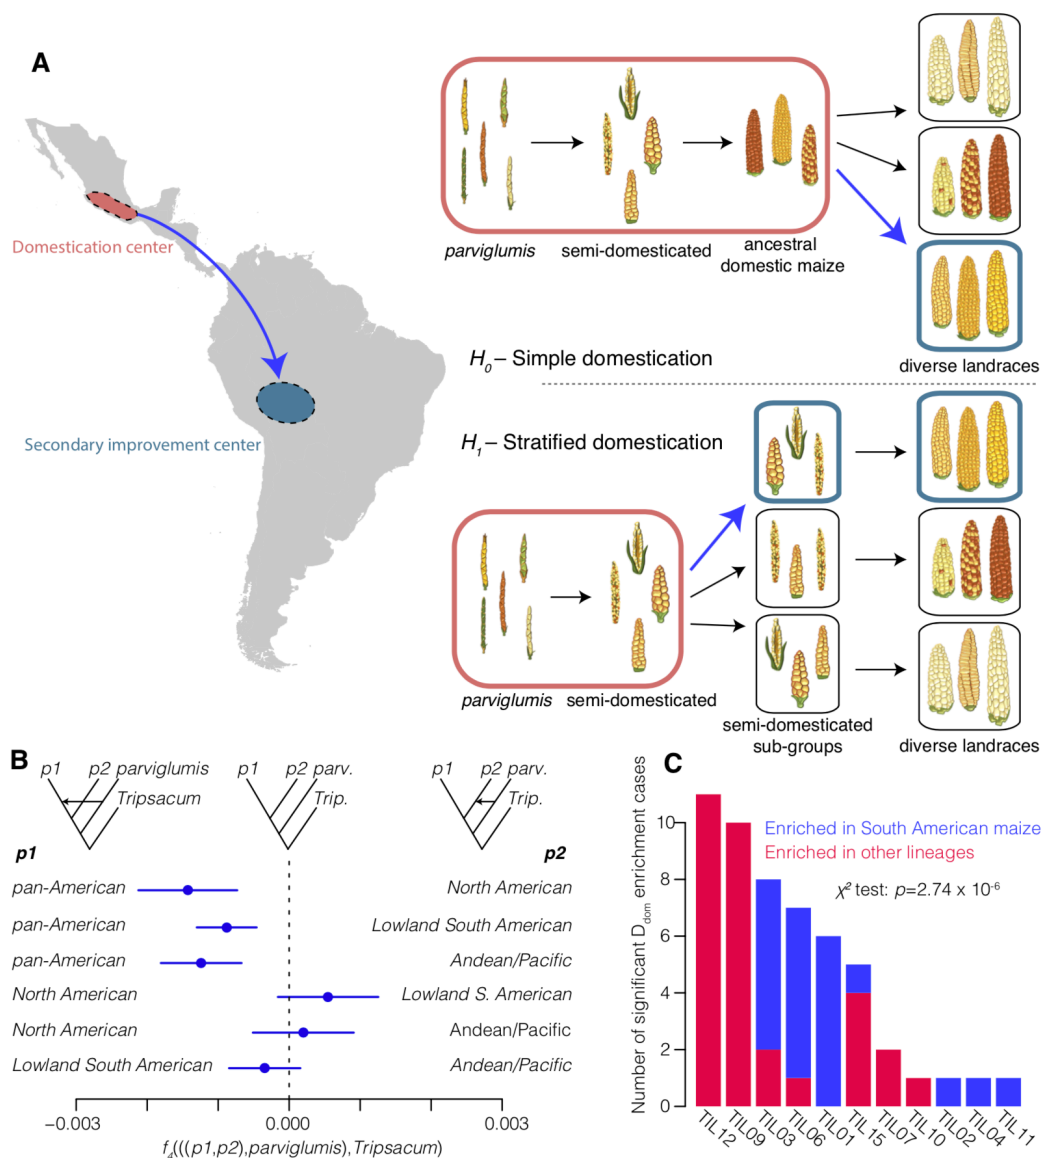 A
Domestication center
Secondary improvement center
parviglumis
semi-domesticated
ancestral
domestic maize
diverse landraces
H0 – Simple domestication
H1 – Stratified domestication
parviglumis
semi-domesticated
semi-domesticated
sub-groups
diverse landraces
B
p1 p2 parviglumis
Tripsacum
p1 p2 parv.
Trip.
p1 p2 parv.
Trip.
p1 p2
pan-American North American
pan-American Lowland South American
pan-American Andean/Pacific
North American Lowland S. American
North American Andean/Pacific
Lowland South American Andean/Pacific
−0.003 0.000 0.003
f4(((p1,p2),parviglumis),Tripsacum)
C
Number of significant Ddom enrichment cases
Enriched in South American maize
Enriched in other lineages
χ² test: p=2.74 x 10⁻⁶
10
8
6
4
2
0
TIL12 TIL09 TIL03 TIL06 TIL01 TIL15 TIL07 TIL10 TIL02 TIL04 TIL11